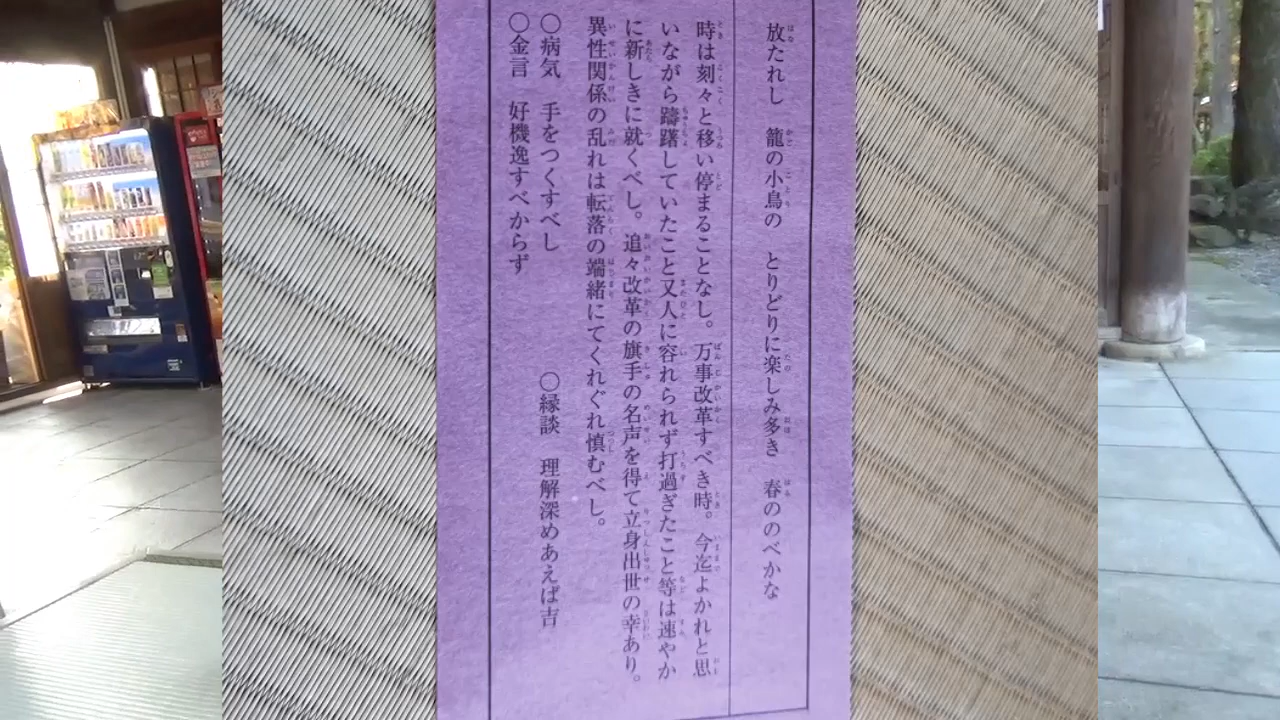 放たれし　籠の小鳥の　とりどりに楽しみ多き　春ののべかな
時は刻々と移い停まることなし。万事改革すべき時。今迄よかれと思
いながら躊躇していたこと又人に容れられず打過ぎたこと等は速やか
に新しきに就くべし。追々改革の旗手の名声を得て立身出世の幸あり。
異性関係の乱れは転落の端緒にてくれぐれ慎むべし。
〇病気　手をつくすべし　〇縁談　理解深めあえば吉
〇金言　好機逸すべからず